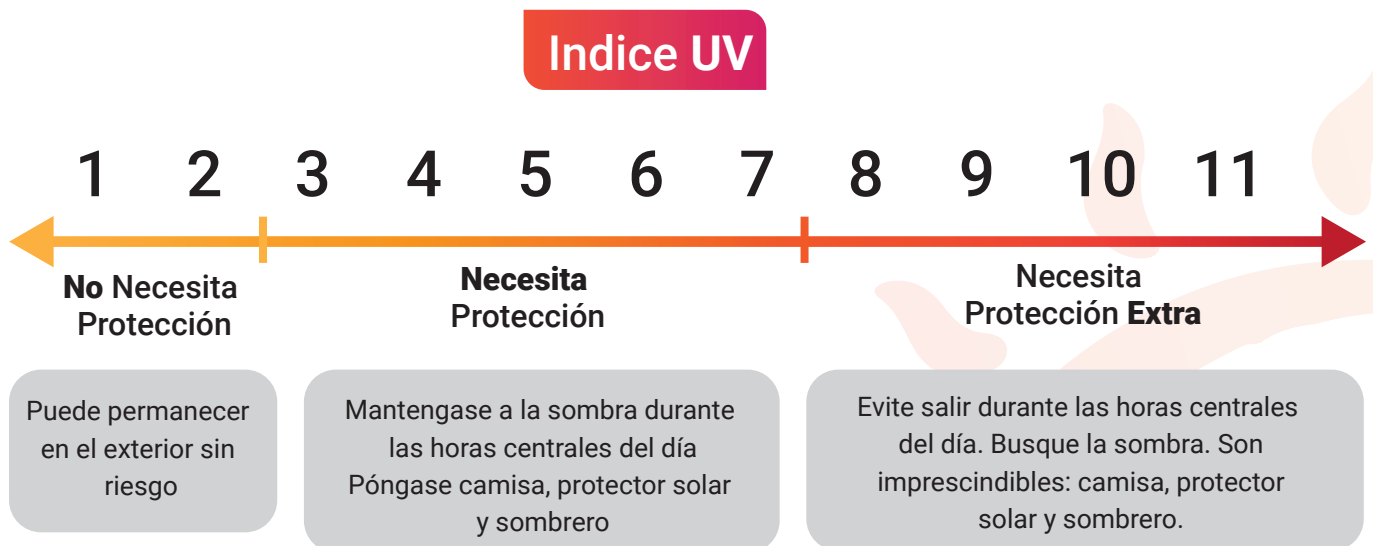 Indice UV
1 2 3 4 5 6 7 8 9 10 11
No Necesita
Protección
Necesita
Protección
Necesita
Protección Extra
Puede permanecer
en el exterior sin
riesgo
Mantengase a la sombra durante
las horas centrales del día
Póngase camisa, protector solar
y sombrero
Evite salir durante las horas centrales
del día. Busque la sombra. Son
imprescindibles: camisa, protector
solar y sombrero.